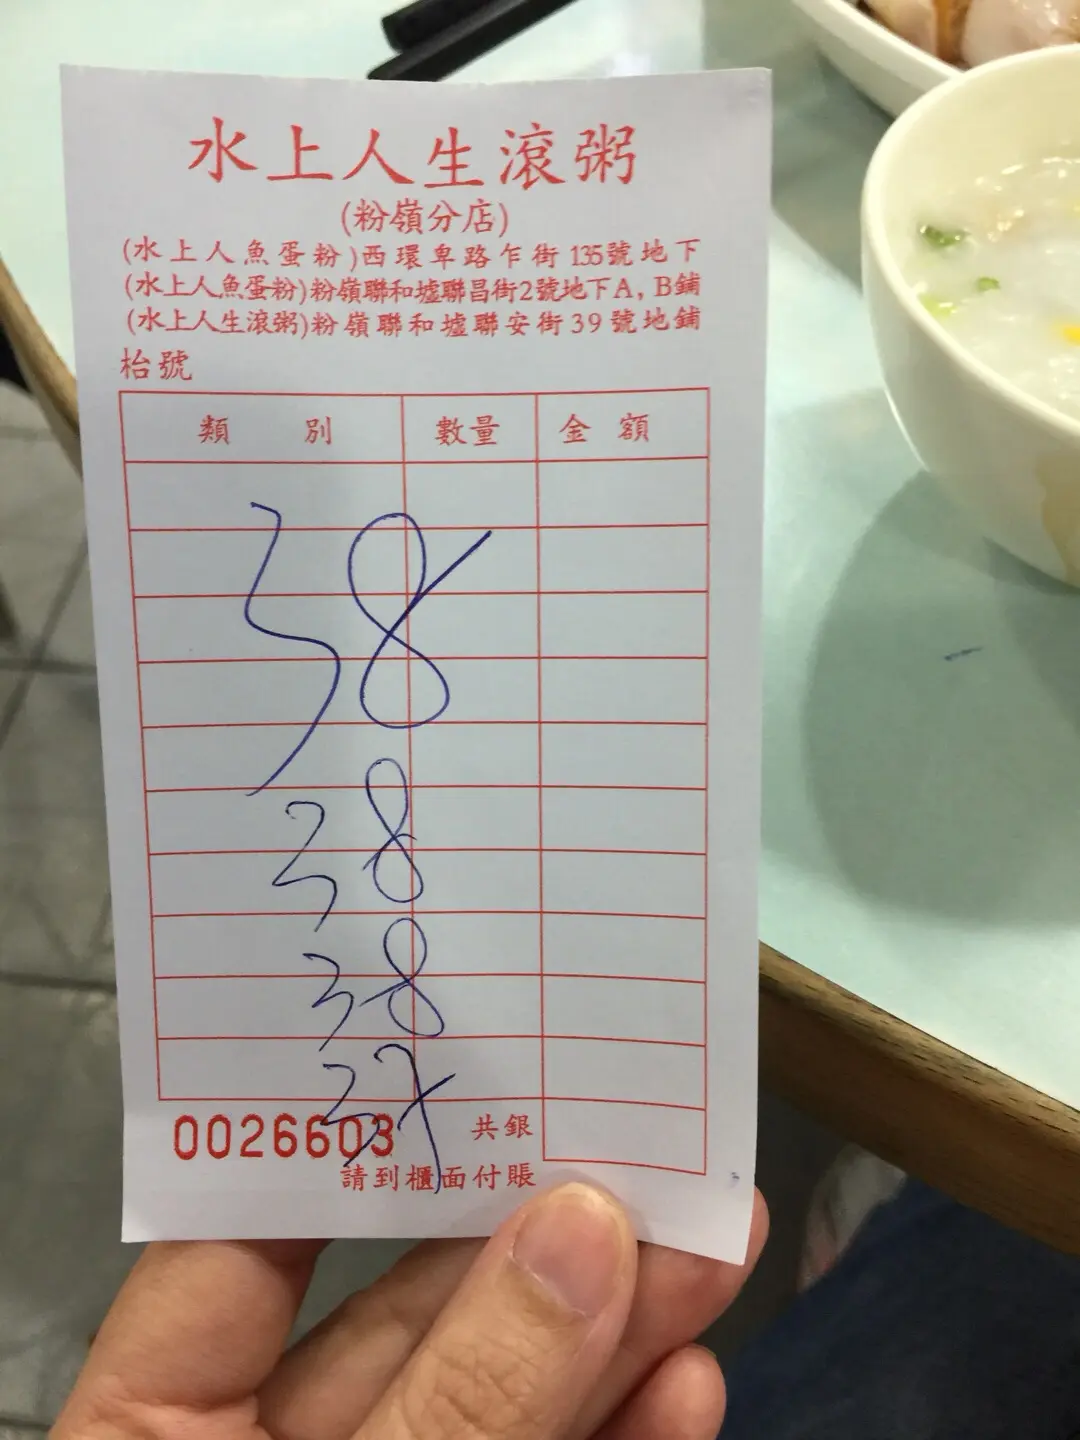 水上人生滾粥
(粉嶺分店)
(水上人魚蛋粉)西環卑路乍街135號地下
(水上人魚蛋粉)粉嶺聯和墟聯昌街2號地下A, B鋪
(水上人生滾粥)粉嶺聯和墟聯安街39號地鋪
枱號
類別 數量 金額
38
38
38
37
0026603 共銀
請到櫃面付賬